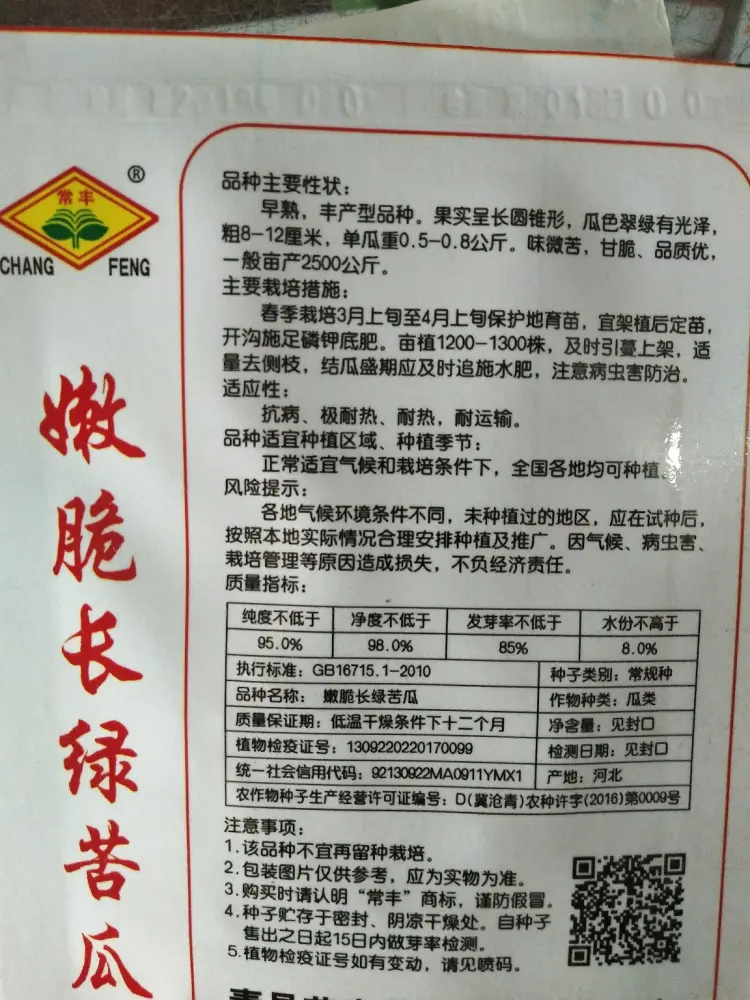 常丰
®
CHANG FENG
嫩脆长绿苦瓜
品种主要性状：
早熟，丰产型品种。果实呈长圆锥形，瓜色翠绿有光泽，
粗8-12厘米，单瓜重0.5-0.8公斤。味微苦，甘脆、品质优，
一般亩产2500公斤。
主要栽培措施：
春季栽培3月上旬至4月上旬保护地育苗，宜架植后定苗，
开沟施足磷钾底肥。亩植1200-1300株，及时引蔓上架，适
量去侧枝，结瓜盛期应及时追施水肥，注意病虫害防治。
适应性：
抗病、极耐热、耐热，耐运输。
品种适宜种植区域、种植季节：
正常适宜气候和栽培条件下，全国各地均可种植。
风险提示：
各地气候环境条件不同，未种植过的地区，应在试种后，
按照本地实际情况合理安排种植及推广。因气候、病虫害、
栽培管理等原因造成损失，不负经济责任。
质量指标：
纯度不低于 净度不低于 发芽率不低于 水份不高于
95.0% 98.0% 85% 8.0%
执行标准：GB16715.1-2010 种子类别：常规种
品种名称： 嫩脆长绿苦瓜 作物种类：瓜类
质量保证期：低温干燥条件下十二个月 净含量：见封口
植物检疫证号：1309220220170099 检测日期：见封口
统一社会信用代码：92130922MA0911YMX1 产地：河北
农作物种子生产经营许可证编号：D(冀沧青)农种许字(2016)第0009号
注意事项：
1.该品种不宜再留种栽培。
2.包装图片仅供参考，应为实物为准。
3.购买时请认明“常丰”商标，谨防假冒。
4.种子贮存于密封、阴凉干燥处。自种子
售出之日起15日内做芽率检测。
5.植物检疫证号如有变动，请见喷码。